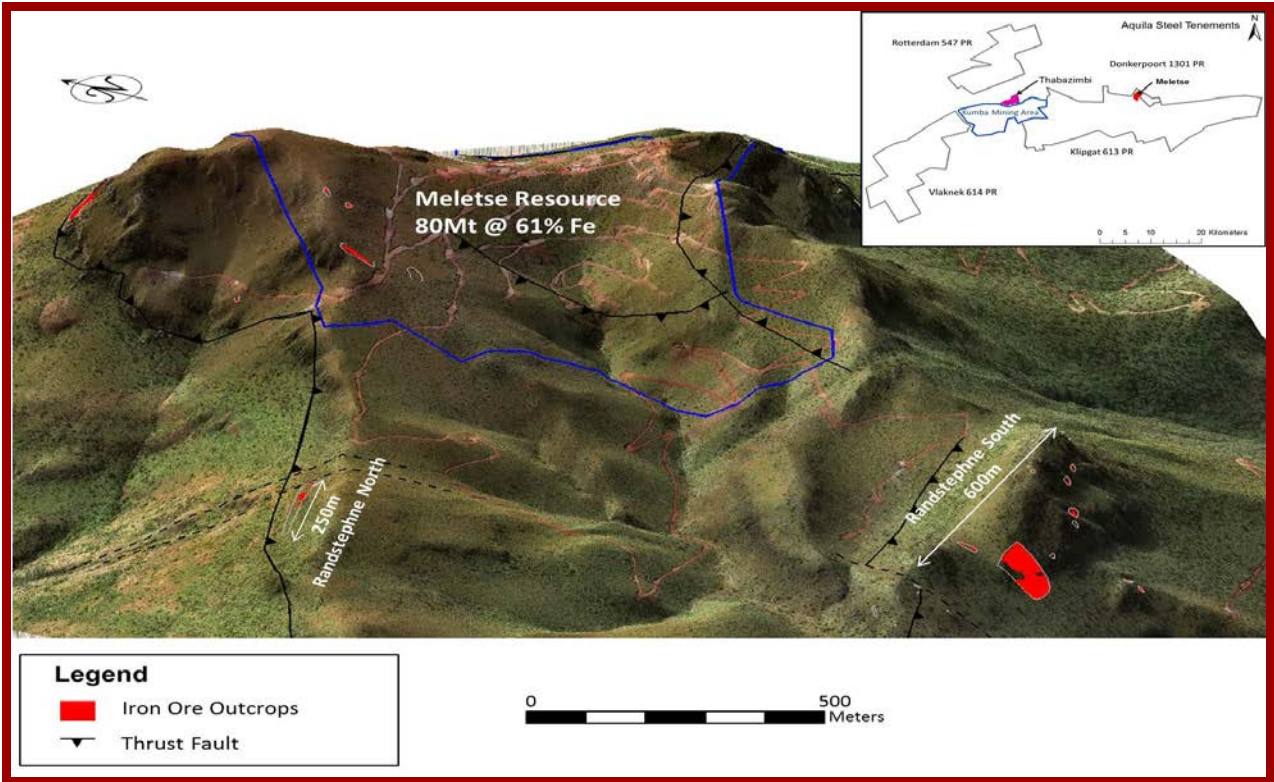 Aquila Steel Tenements
N
Rotterdam 547 PR
Donkerpoort 1301 PR
Meletse
Thabazimbi
Kumba Mining Area
Klipgat 613 PR
Vlaknek 614 PR
0 5 10 20 Kilometers
N
Meletse Resource
80Mt @ 61% Fe
250m
Randstephne North
Randstephne South
600m
Legend
Iron Ore Outcrops
Thrust Fault
0 500
Meters